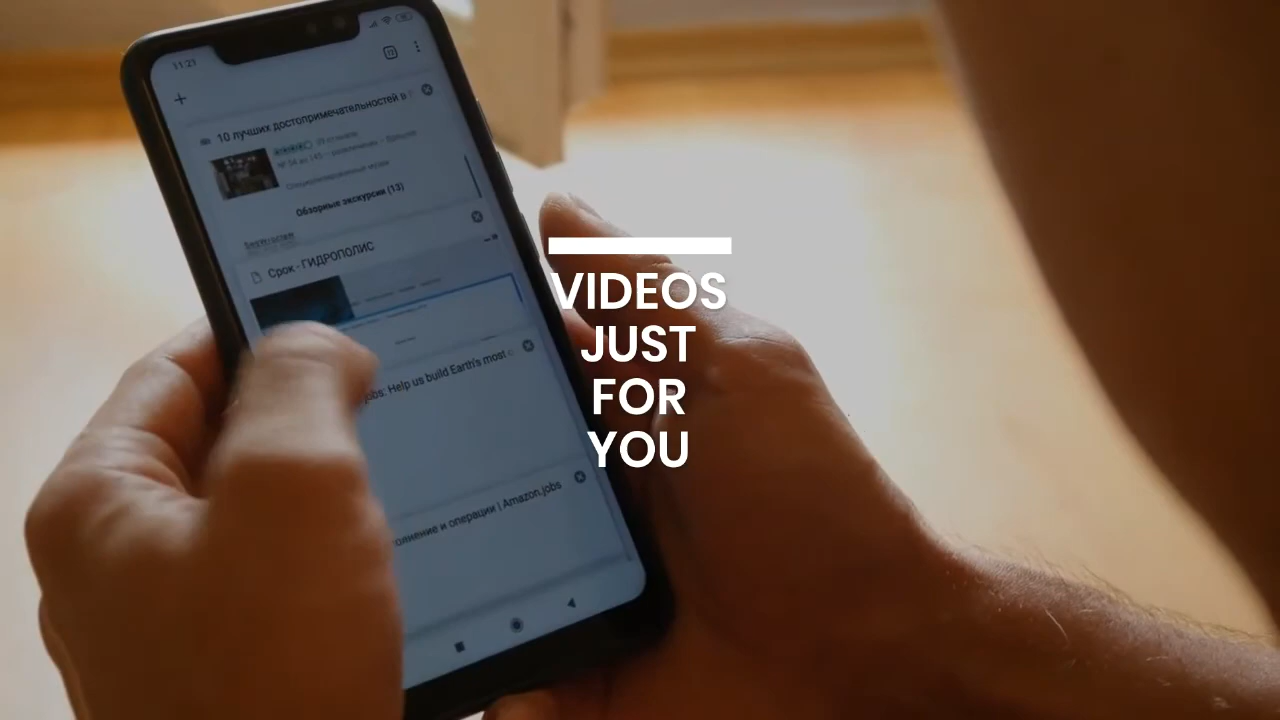 11:21
10 лучших достопримечательностей в
Обзорные экскурсии (13)
Срок - ГИДРОПОЛИС
jobs: Help us build Earth's most
олнение и операции | Amazon.jobs
VIDEOS
JUST
FOR
YOU